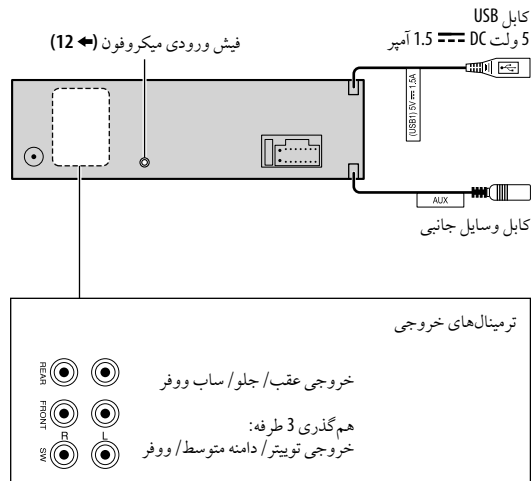 کابل USB
5 ولت DC ⎓ 1.5 آمپر
فیش ورودی میکروفون (➜ 12)
(USB1) 5V ⎓ 1,5A
AUX
کابل وسایل جانبی
ترمینال‌های خروجی
REAR
خروجی عقب/ جلو/ ساب ووفر
FRONT
R L
هم‌گذری 3 طرفه:
SW
خروجی توییتر/ دامنه متوسط/ ووفر